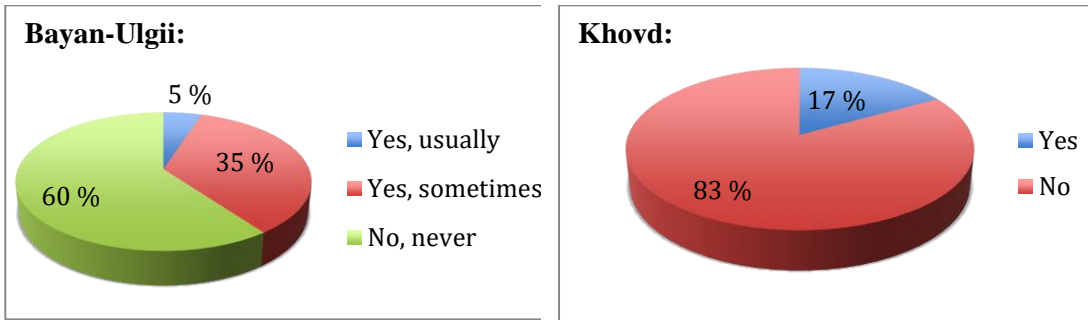 Bayan-Ulgii:
5 %
35 %
60 %
Yes, usually
Yes, sometimes
No, never
Khovd:
17 %
83 %
Yes
No